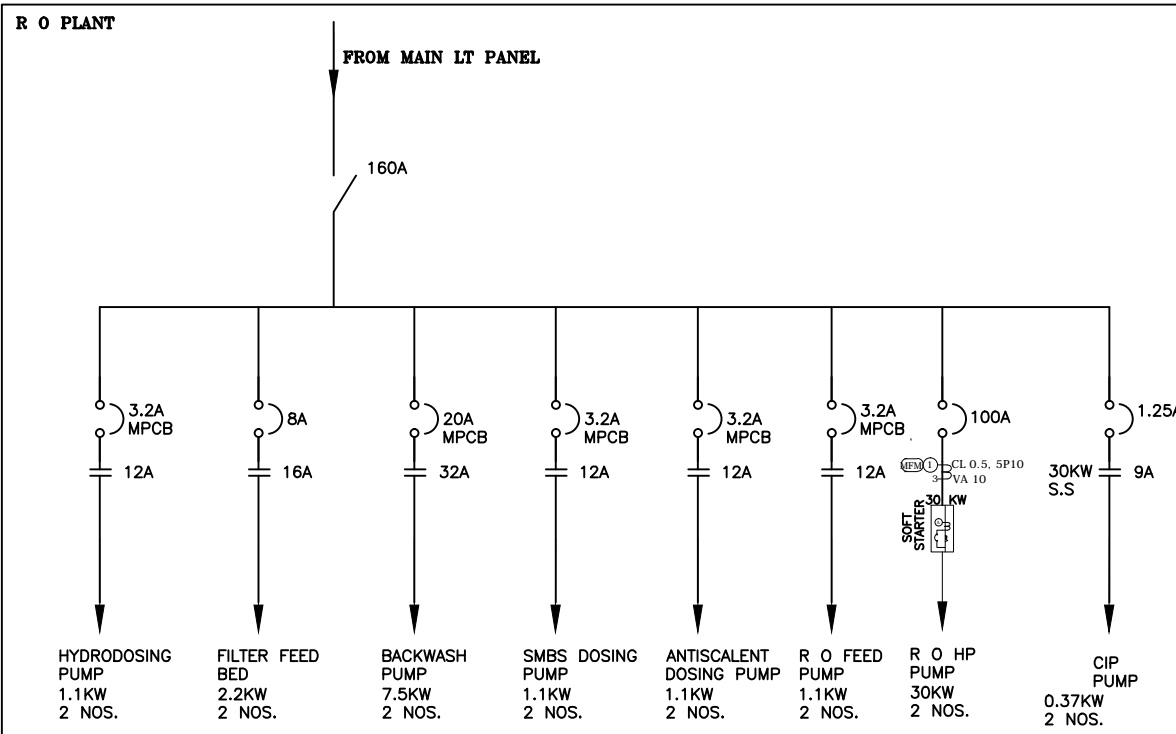 R O PLANT
FROM MAIN LT PANEL
160A
3.2A
MPCB
12A
8A
16A
20A
MPCB
32A
3.2A
MPCB
12A
3.2A
MPCB
12A
3.2A
MPCB
12A
100A
MFM
CL 0.5, 5P10
3
VA 10
30 KW
SOFT
STARTER
1.25A
30KW
S.S
9A
HYDRODOSING
PUMP
1.1KW
2 NOS.
FILTER FEED
BED
2.2KW
2 NOS.
BACKWASH
PUMP
7.5KW
2 NOS.
SMBS DOSING
PUMP
1.1KW
2 NOS.
ANTISCALENT
DOSING PUMP
1.1KW
2 NOS.
R O FEED
PUMP
1.1KW
2 NOS.
R O HP
PUMP
30KW
2 NOS.
CIP
PUMP
0.37KW
2 NOS.